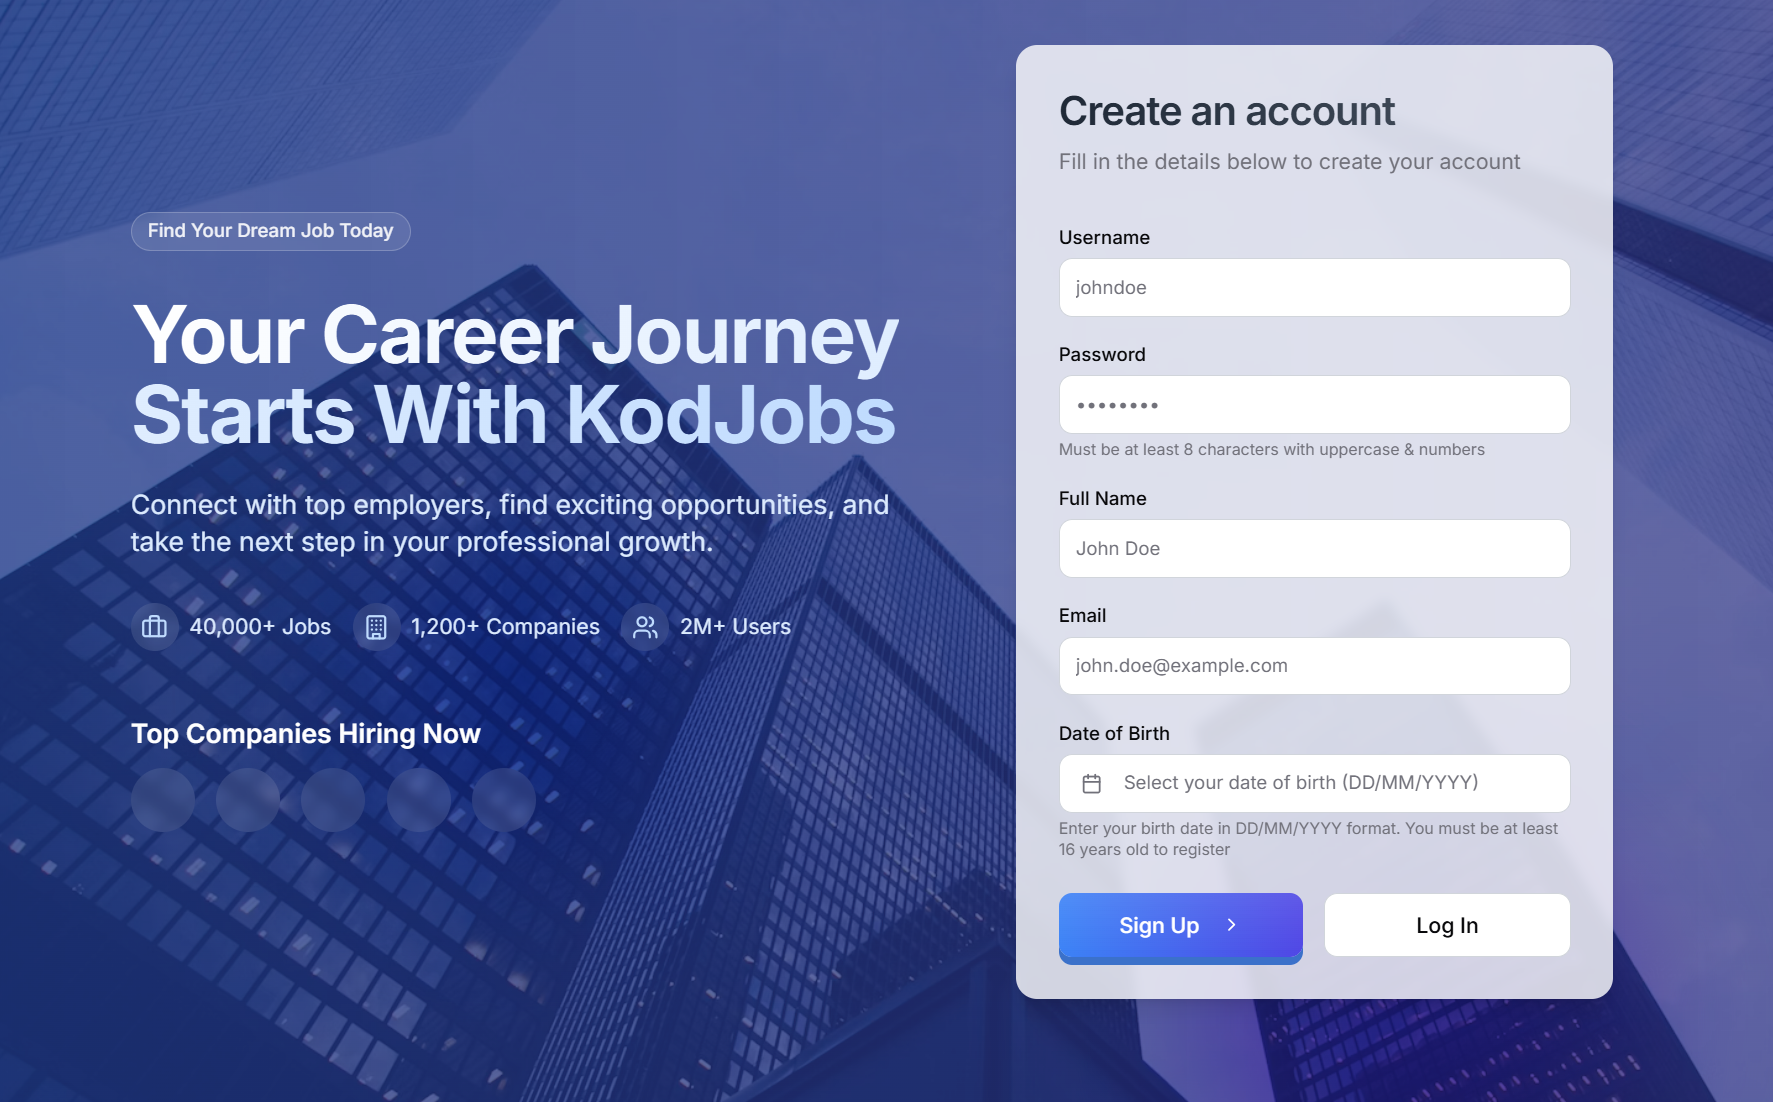 Find Your Dream Job Today
Your Career Journey
Starts With KodJobs
Connect with top employers, find exciting opportunities, and
take the next step in your professional growth.
40,000+ Jobs
1,200+ Companies
2M+ Users
Top Companies Hiring Now
Create an account
Fill in the details below to create your account
Username
johndoe
Password
••••••••
Must be at least 8 characters with uppercase & numbers
Full Name
John Doe
Email
john.doe@example.com
Date of Birth
Select your date of birth (DD/MM/YYYY)
Enter your birth date in DD/MM/YYYY format. You must be at least
16 years old to register
Sign Up
Log In